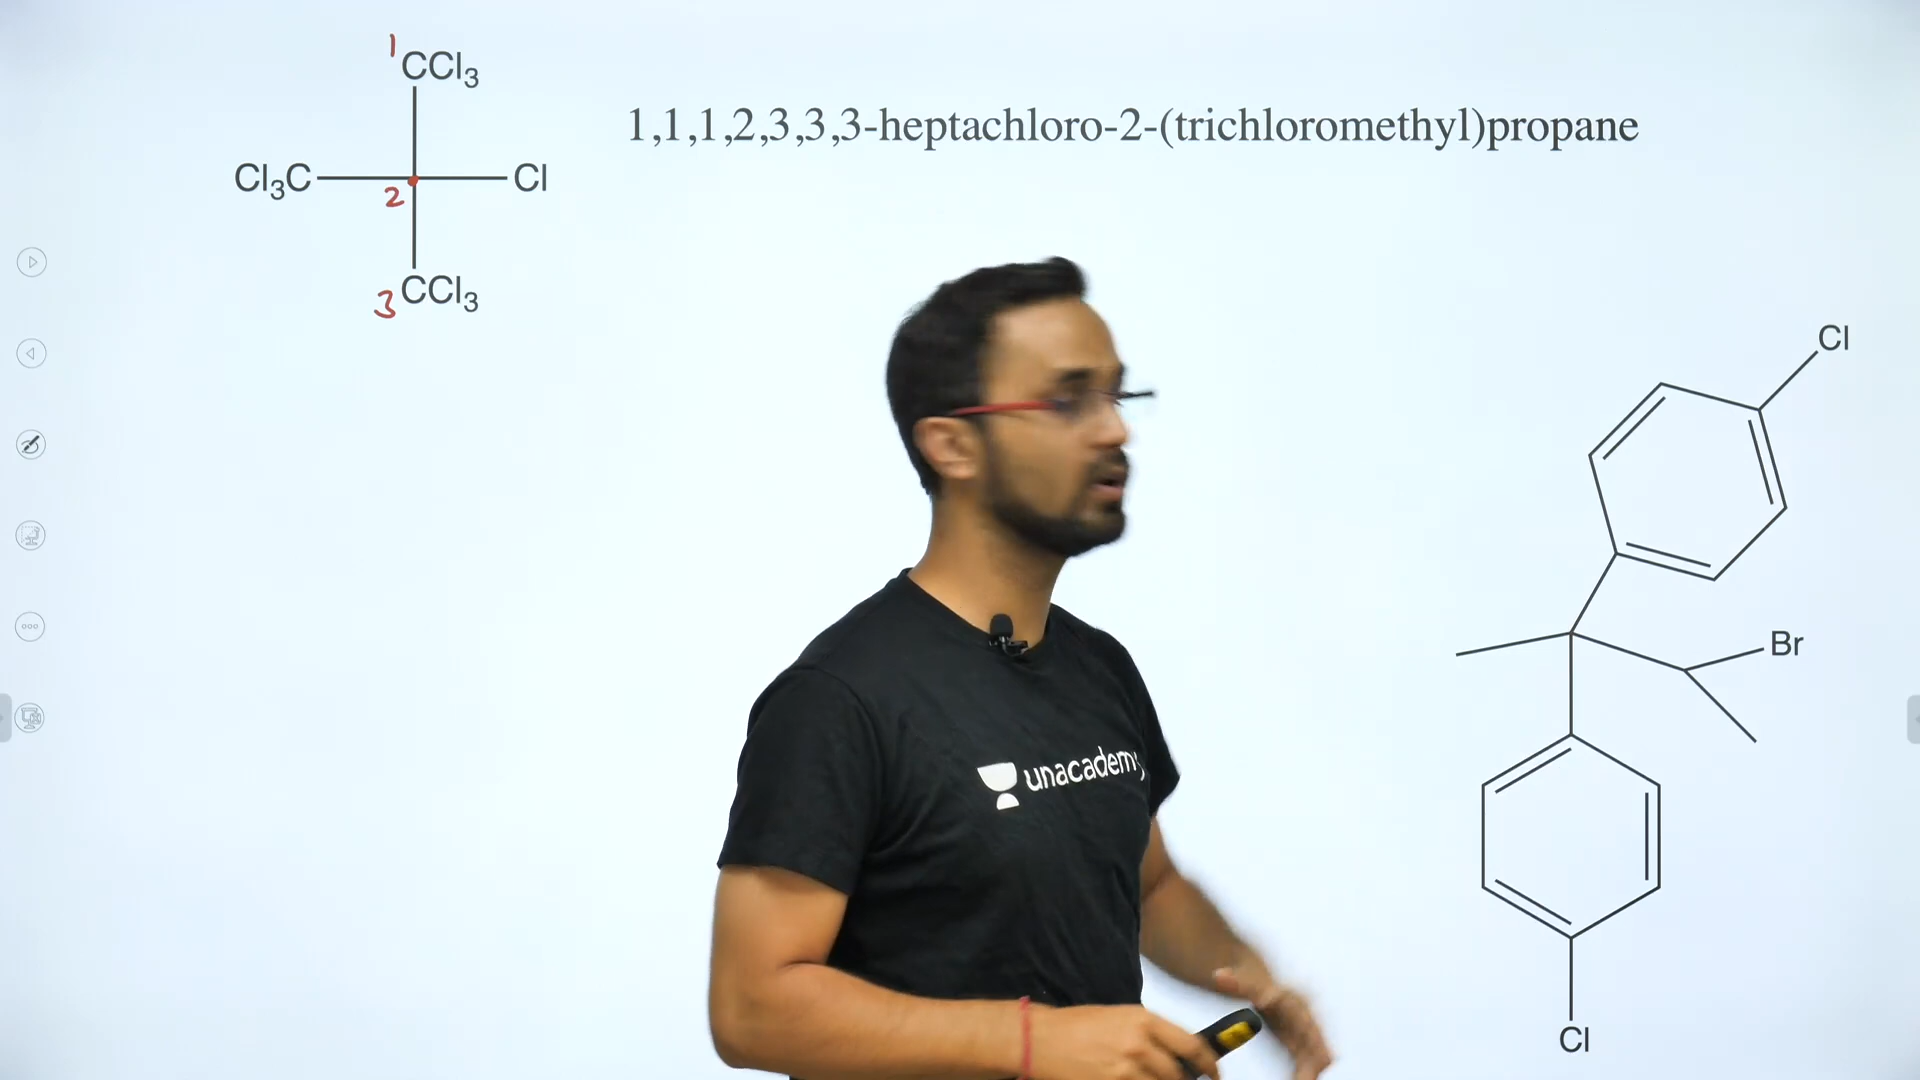 1
CCl3
1,1,1,2,3,3,3-heptachloro-2-(trichloromethyl)propane
Cl3C
Cl
2
3
CCl3
Cl
Br
unacademy
Cl